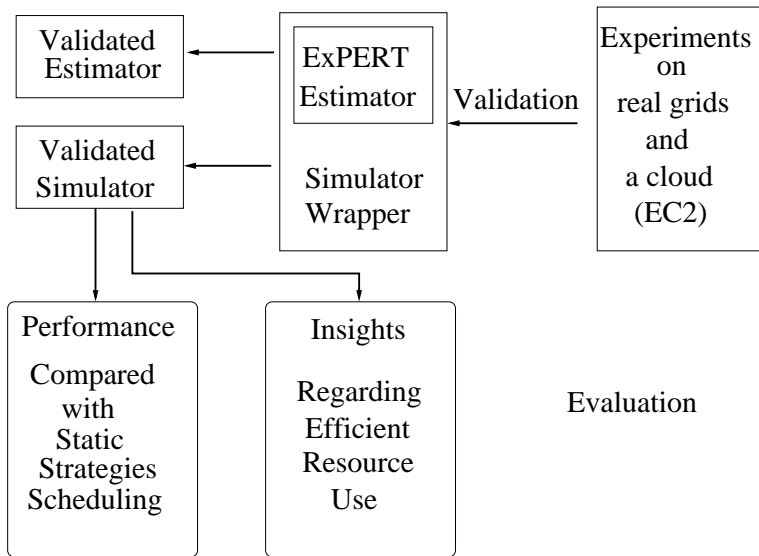 Validated
Estimator
ExPERT
Estimator
Simulator
Wrapper
Validation
Experiments
on
real grids
and
a cloud
(EC2)
Validated
Simulator
Performance
Compared
with
Static
Strategies
Scheduling
Insights
Regarding
Efficient
Resource
Use
Evaluation